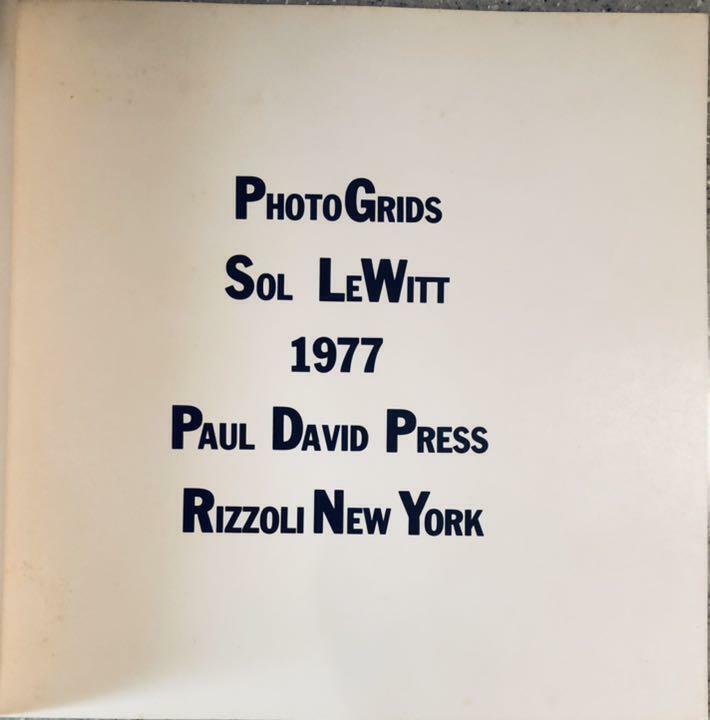 PHOTOGRIDS
SOL LEWITT
1977
PAUL DAVID PRESS
RIZZOLI NEW YORK